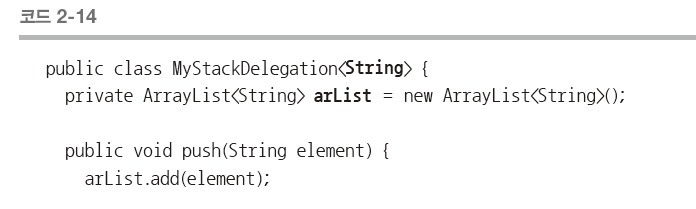 코드 2-14
public class MyStackDelegation<String> {
private ArrayList<String> arList = new ArrayList<String>();
public void push(String element) {
arList.add(element);